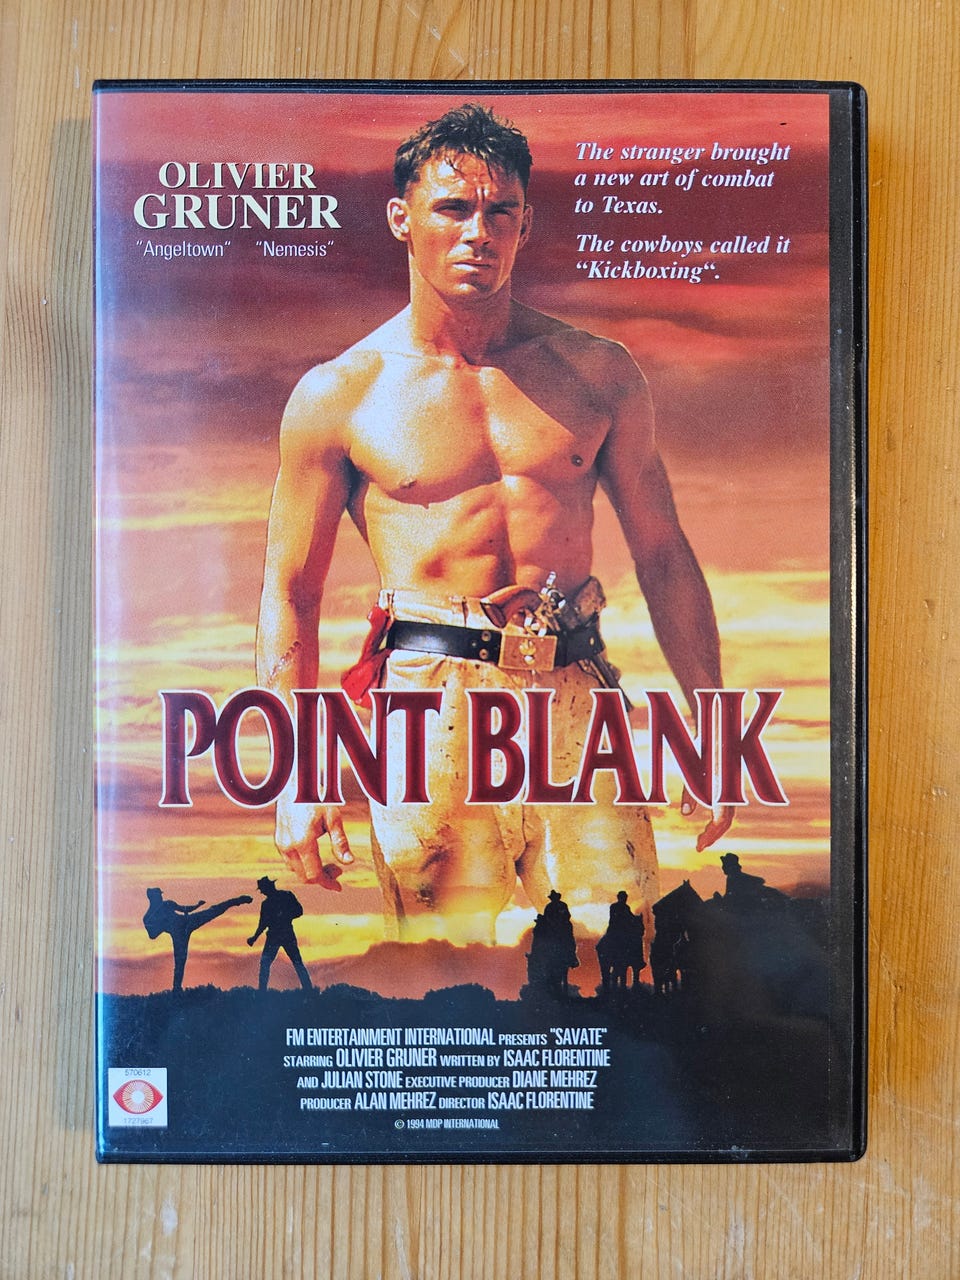 OLIVIER
GRUNER
"Angeltown" "Nemesis"
The stranger brought
a new art of combat
to Texas.
The cowboys called it
“Kickboxing“.
POINT BLANK
FM ENTERTAINMENT INTERNATIONAL PRESENTS "SAVATE"
STARRING OLIVIER GRUNER WRITTEN BY ISAAC FLORENTINE
AND JULIAN STONE EXECUTIVE PRODUCER DIANE MEHREZ
PRODUCER ALAN MEHREZ DIRECTOR ISAAC FLORENTINE
© 1994 MDP INTERNATIONAL
570612
1727967